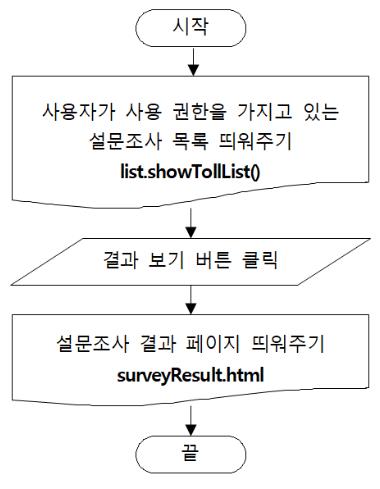 시작
사용자가 사용 권한을 가지고 있는
설문조사 목록 띄워주기
list.showTollList()
결과 보기 버튼 클릭
설문조사 결과 페이지 띄워주기
surveyResult.html
끝